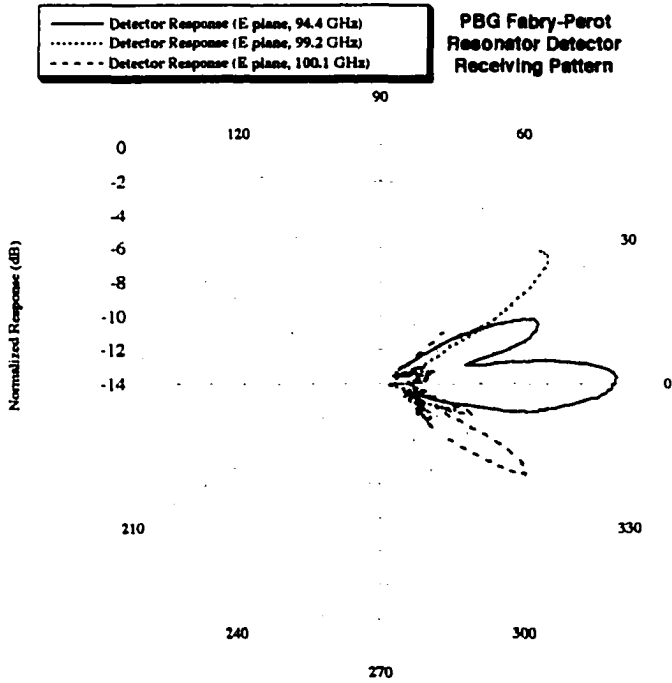 Detector Response (E plane, 94.4 GHz)
Detector Response (E plane, 99.2 GHz)
Detector Response (E plane, 100.1 GHz)
PBG Fabry-Perot
Resonator Detector
Receiving Pattern
90
120
60
0
-2
-4
-6
-8
-10
-12
-14
30
0
Normalized Response (dB)
210
330
240
300
270